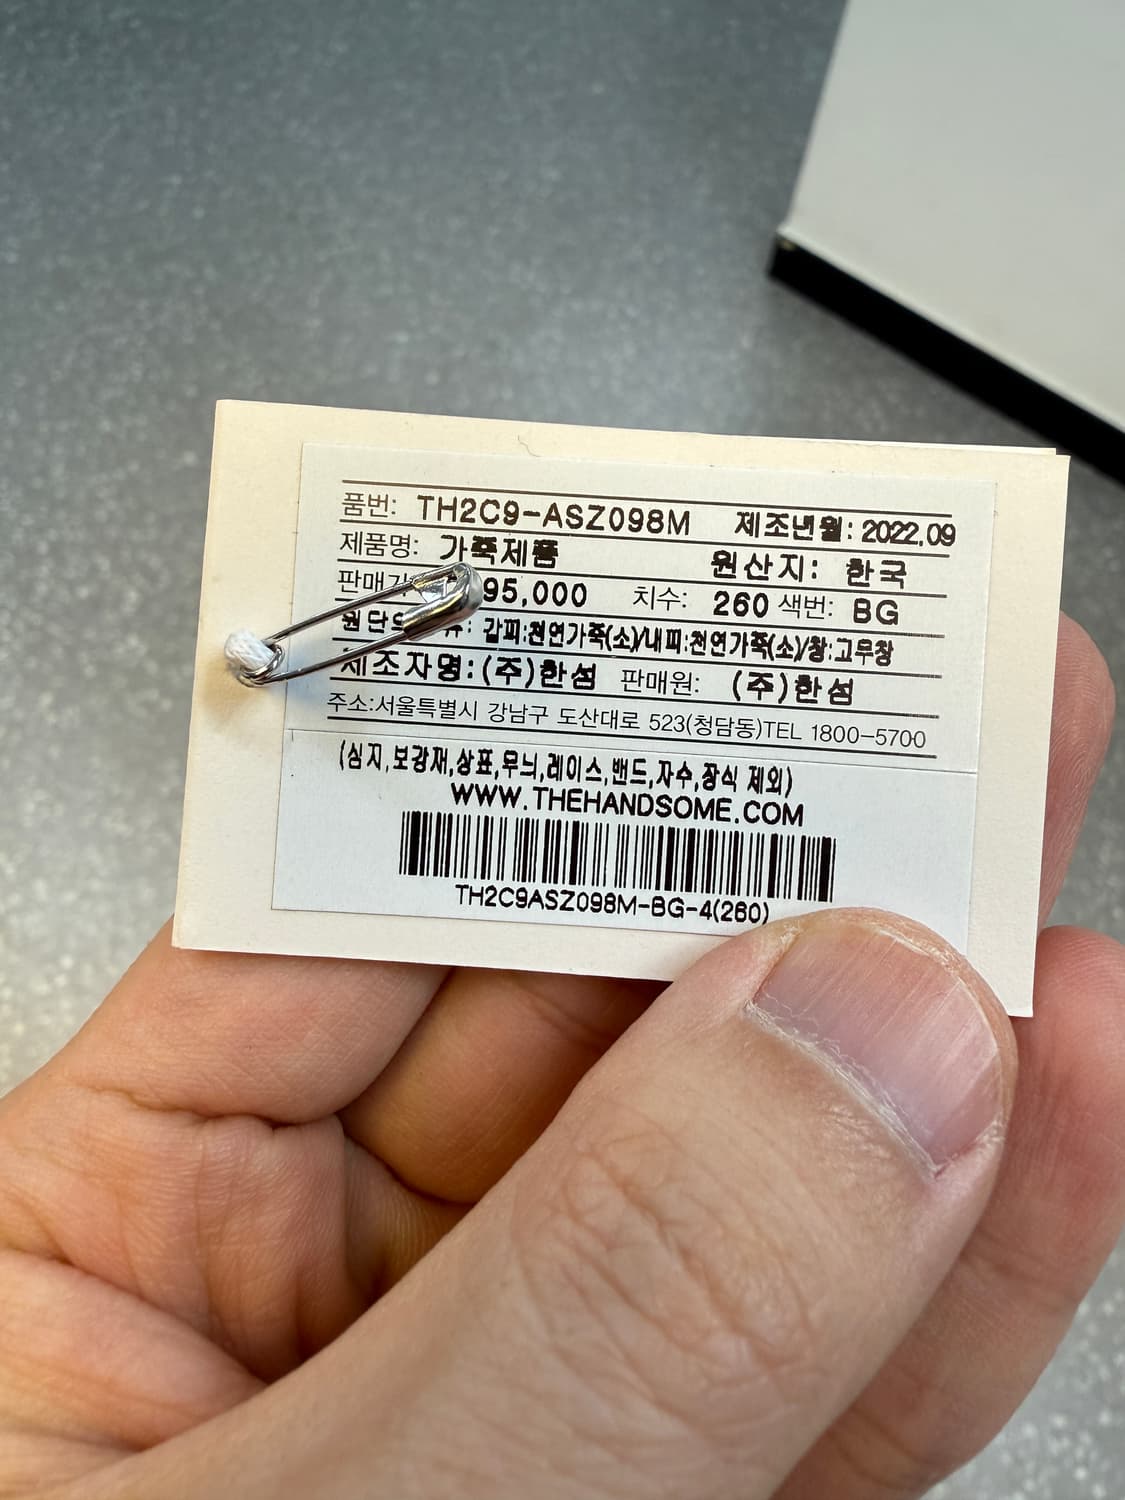 품번: TH2C9-ASZ098M 제조년월: 2022.09
제품명: 가죽제품 원산지: 한국
95,000 치수: 260 색번: BG
갑피:천연가죽(소)/내피:천연가죽(소)/창:고무창
제조자명:(주)한섬 판매원: (주)한섬
주소:서울특별시 강남구 도산대로 523(청담동)TEL 1800-5700
(심지,보강재,상표,무늬,레이스,밴드,자수,장식 제외)
WWW.THEHANDSOME.COM
TH2C9ASZ098M-BG-4(260)